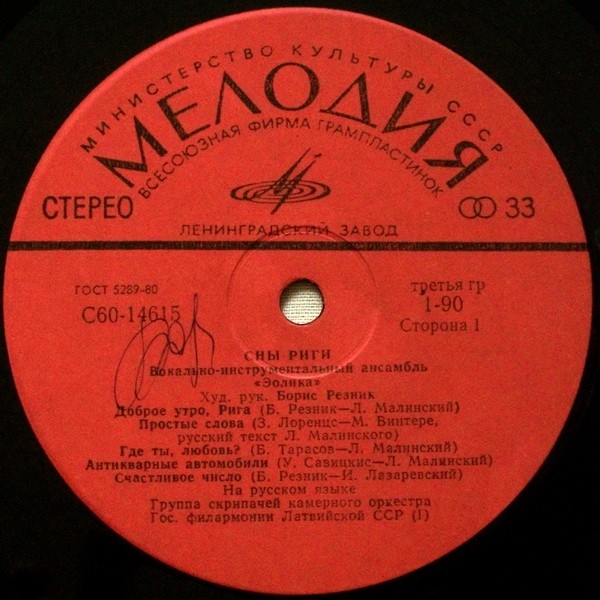 МИНИСТЕРСТВО КУЛЬТУРЫ СССР
МЕЛОДИЯ
ВСЕСОЮЗНАЯ ФИРМА ГРАМПЛАСТИНОК
СТЕРЕО
33
ЛЕНИНГРАДСКИЙ ЗАВОД
ГОСТ 5289-80
третья гр
С60-14615
1-90
Сторона 1
СНЫ РИГИ
Вокально-инструментальный ансамбль
«Эолика»
Худ. рук. Борис Резник
Доброе утро, Рига (Б. Резник—Л. Малинский)
Простые слова (З. Лоренцс—М. Винтере,
русский текст Л. Малинского)
Где ты, любовь? (Б. Тарасов—Л. Малинский)
Антикварные автомобили (У. Савицкис—Л. Малинский)
Счастливое число (Б. Резник—И. Лазаревский)
На русском языке
Группа скрипачей камерного оркестра
Гос. филармонии Латвийской ССР (1)